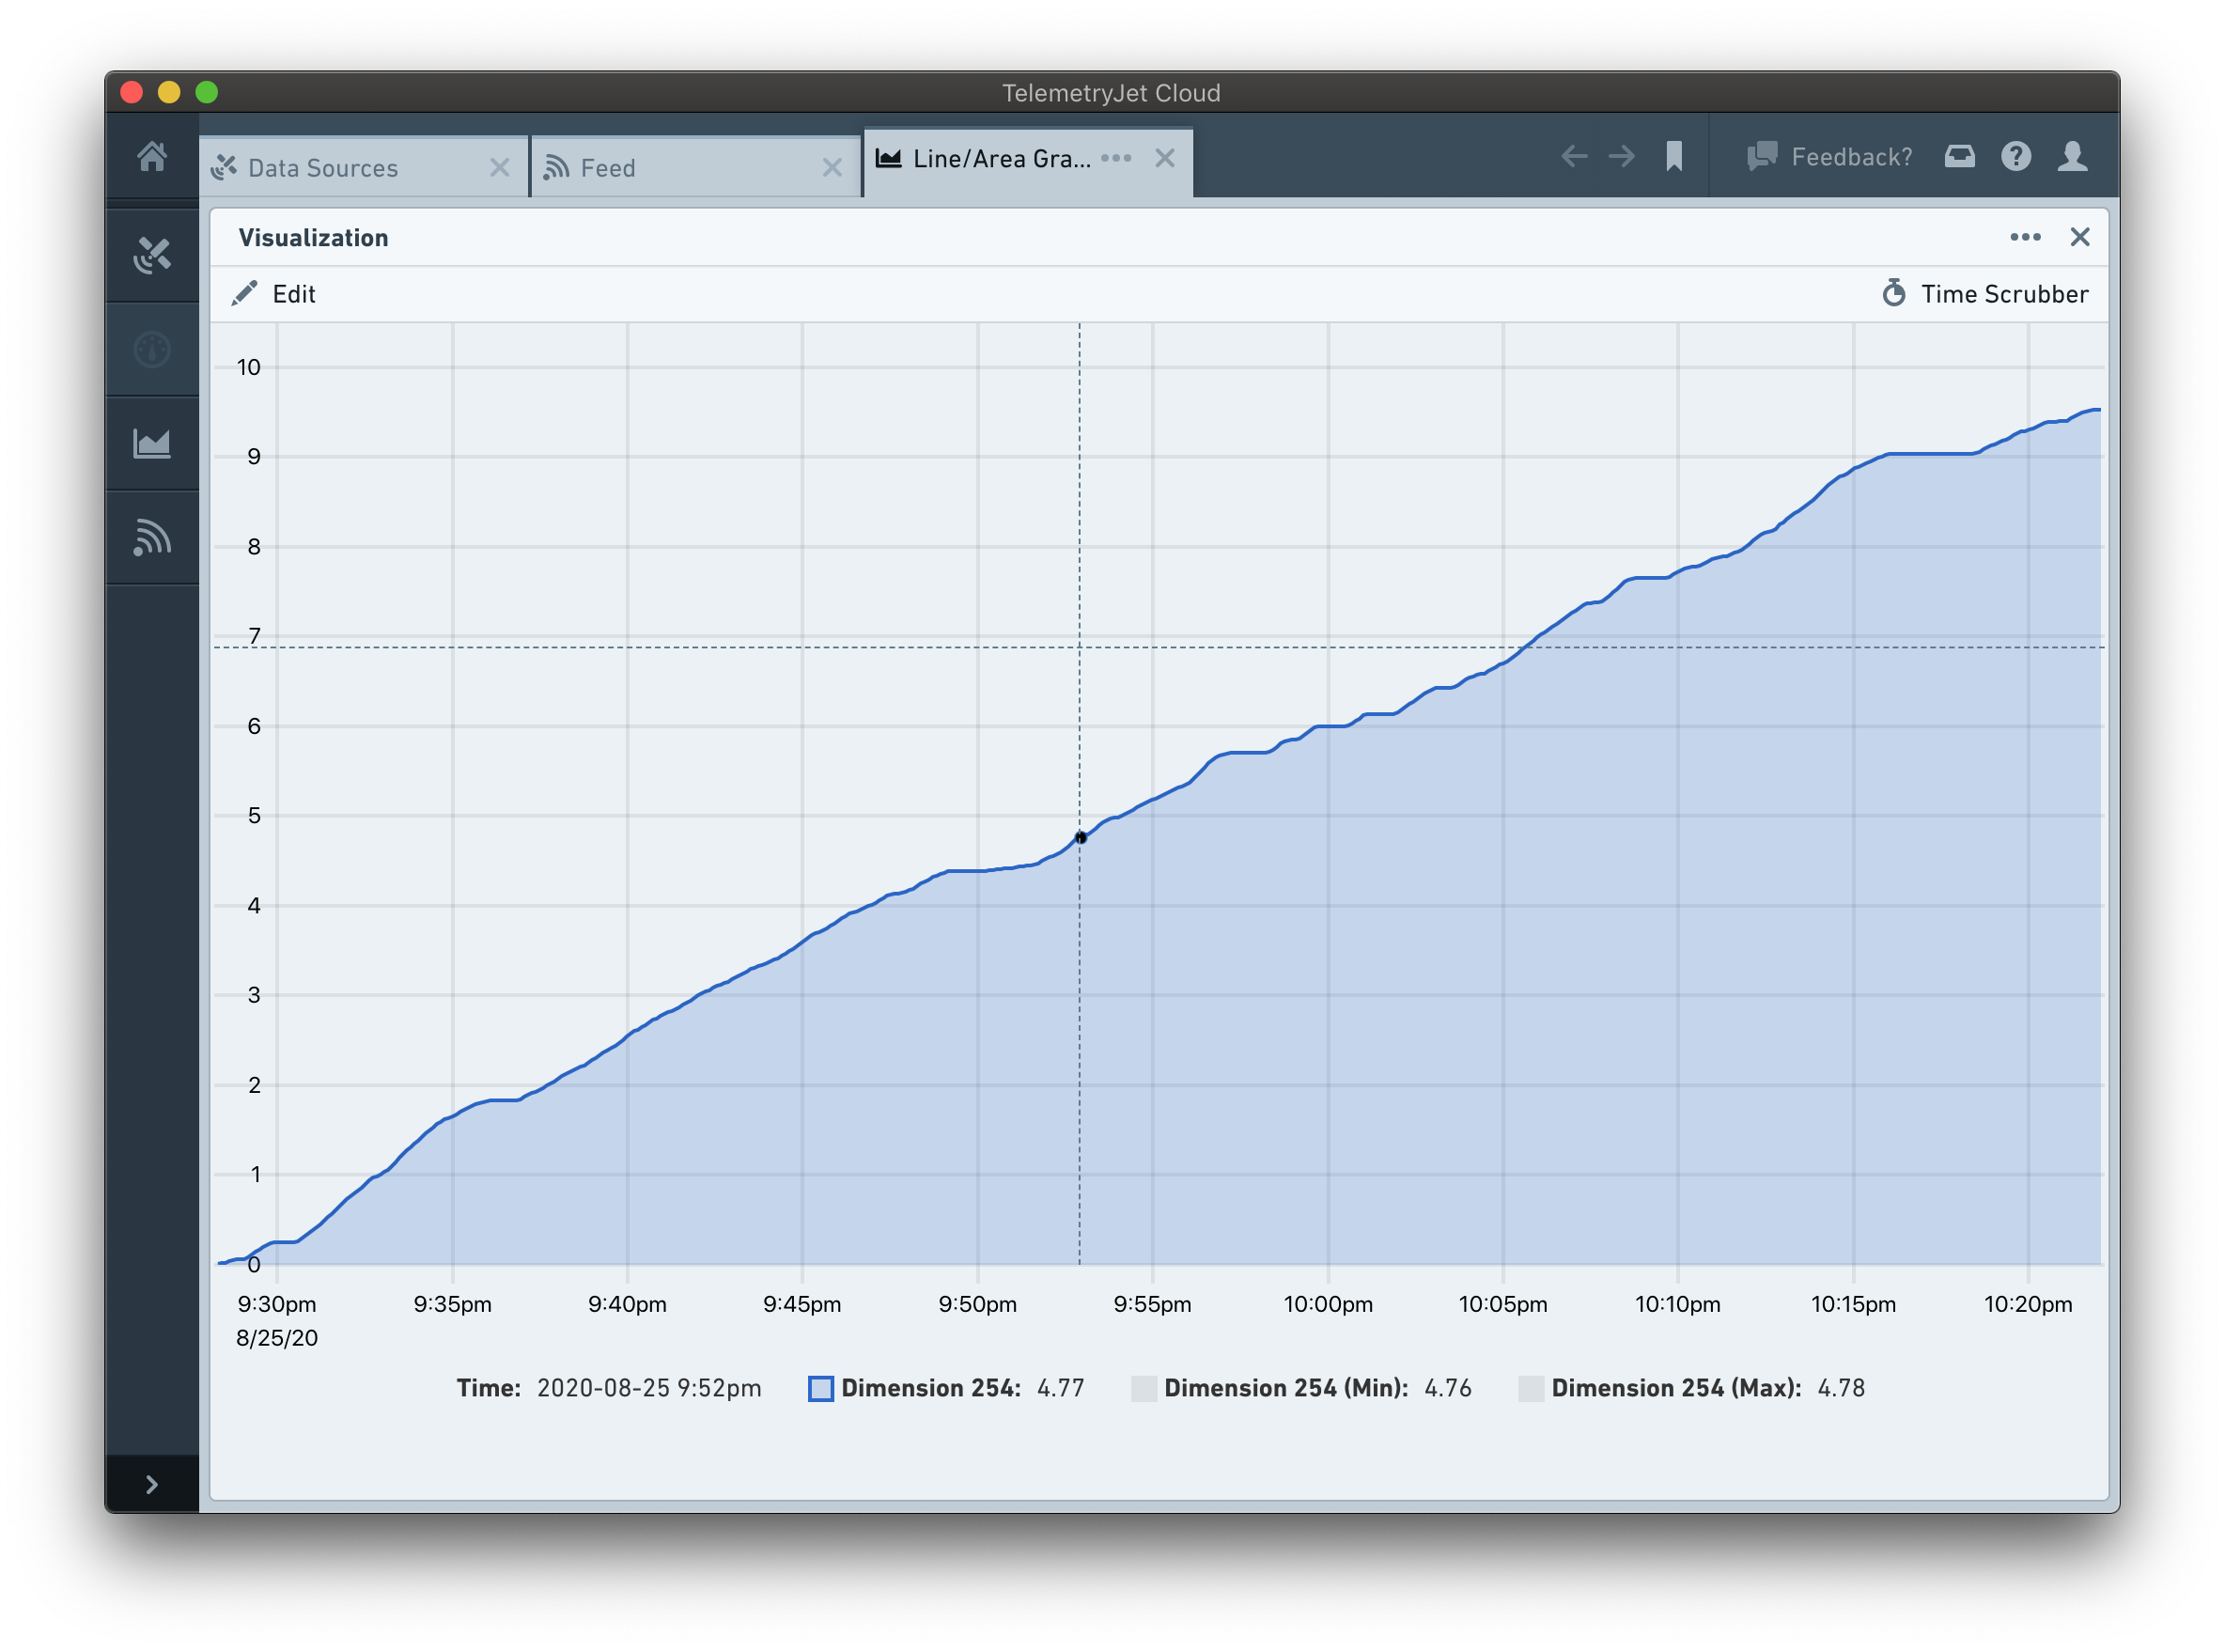 TelemetryJet Cloud
Data Sources
Feed
Line/Area Gra...
Feedback?
Visualization
Edit
Time Scrubber
10
9
8
7
6
5
4
3
2
1
0
9:30pm 9:35pm 9:40pm 9:45pm 9:50pm 9:55pm 10:00pm 10:05pm 10:10pm 10:15pm 10:20pm
8/25/20
Time: 2020-08-25 9:52pm Dimension 254: 4.77 Dimension 254 (Min): 4.76 Dimension 254 (Max): 4.78